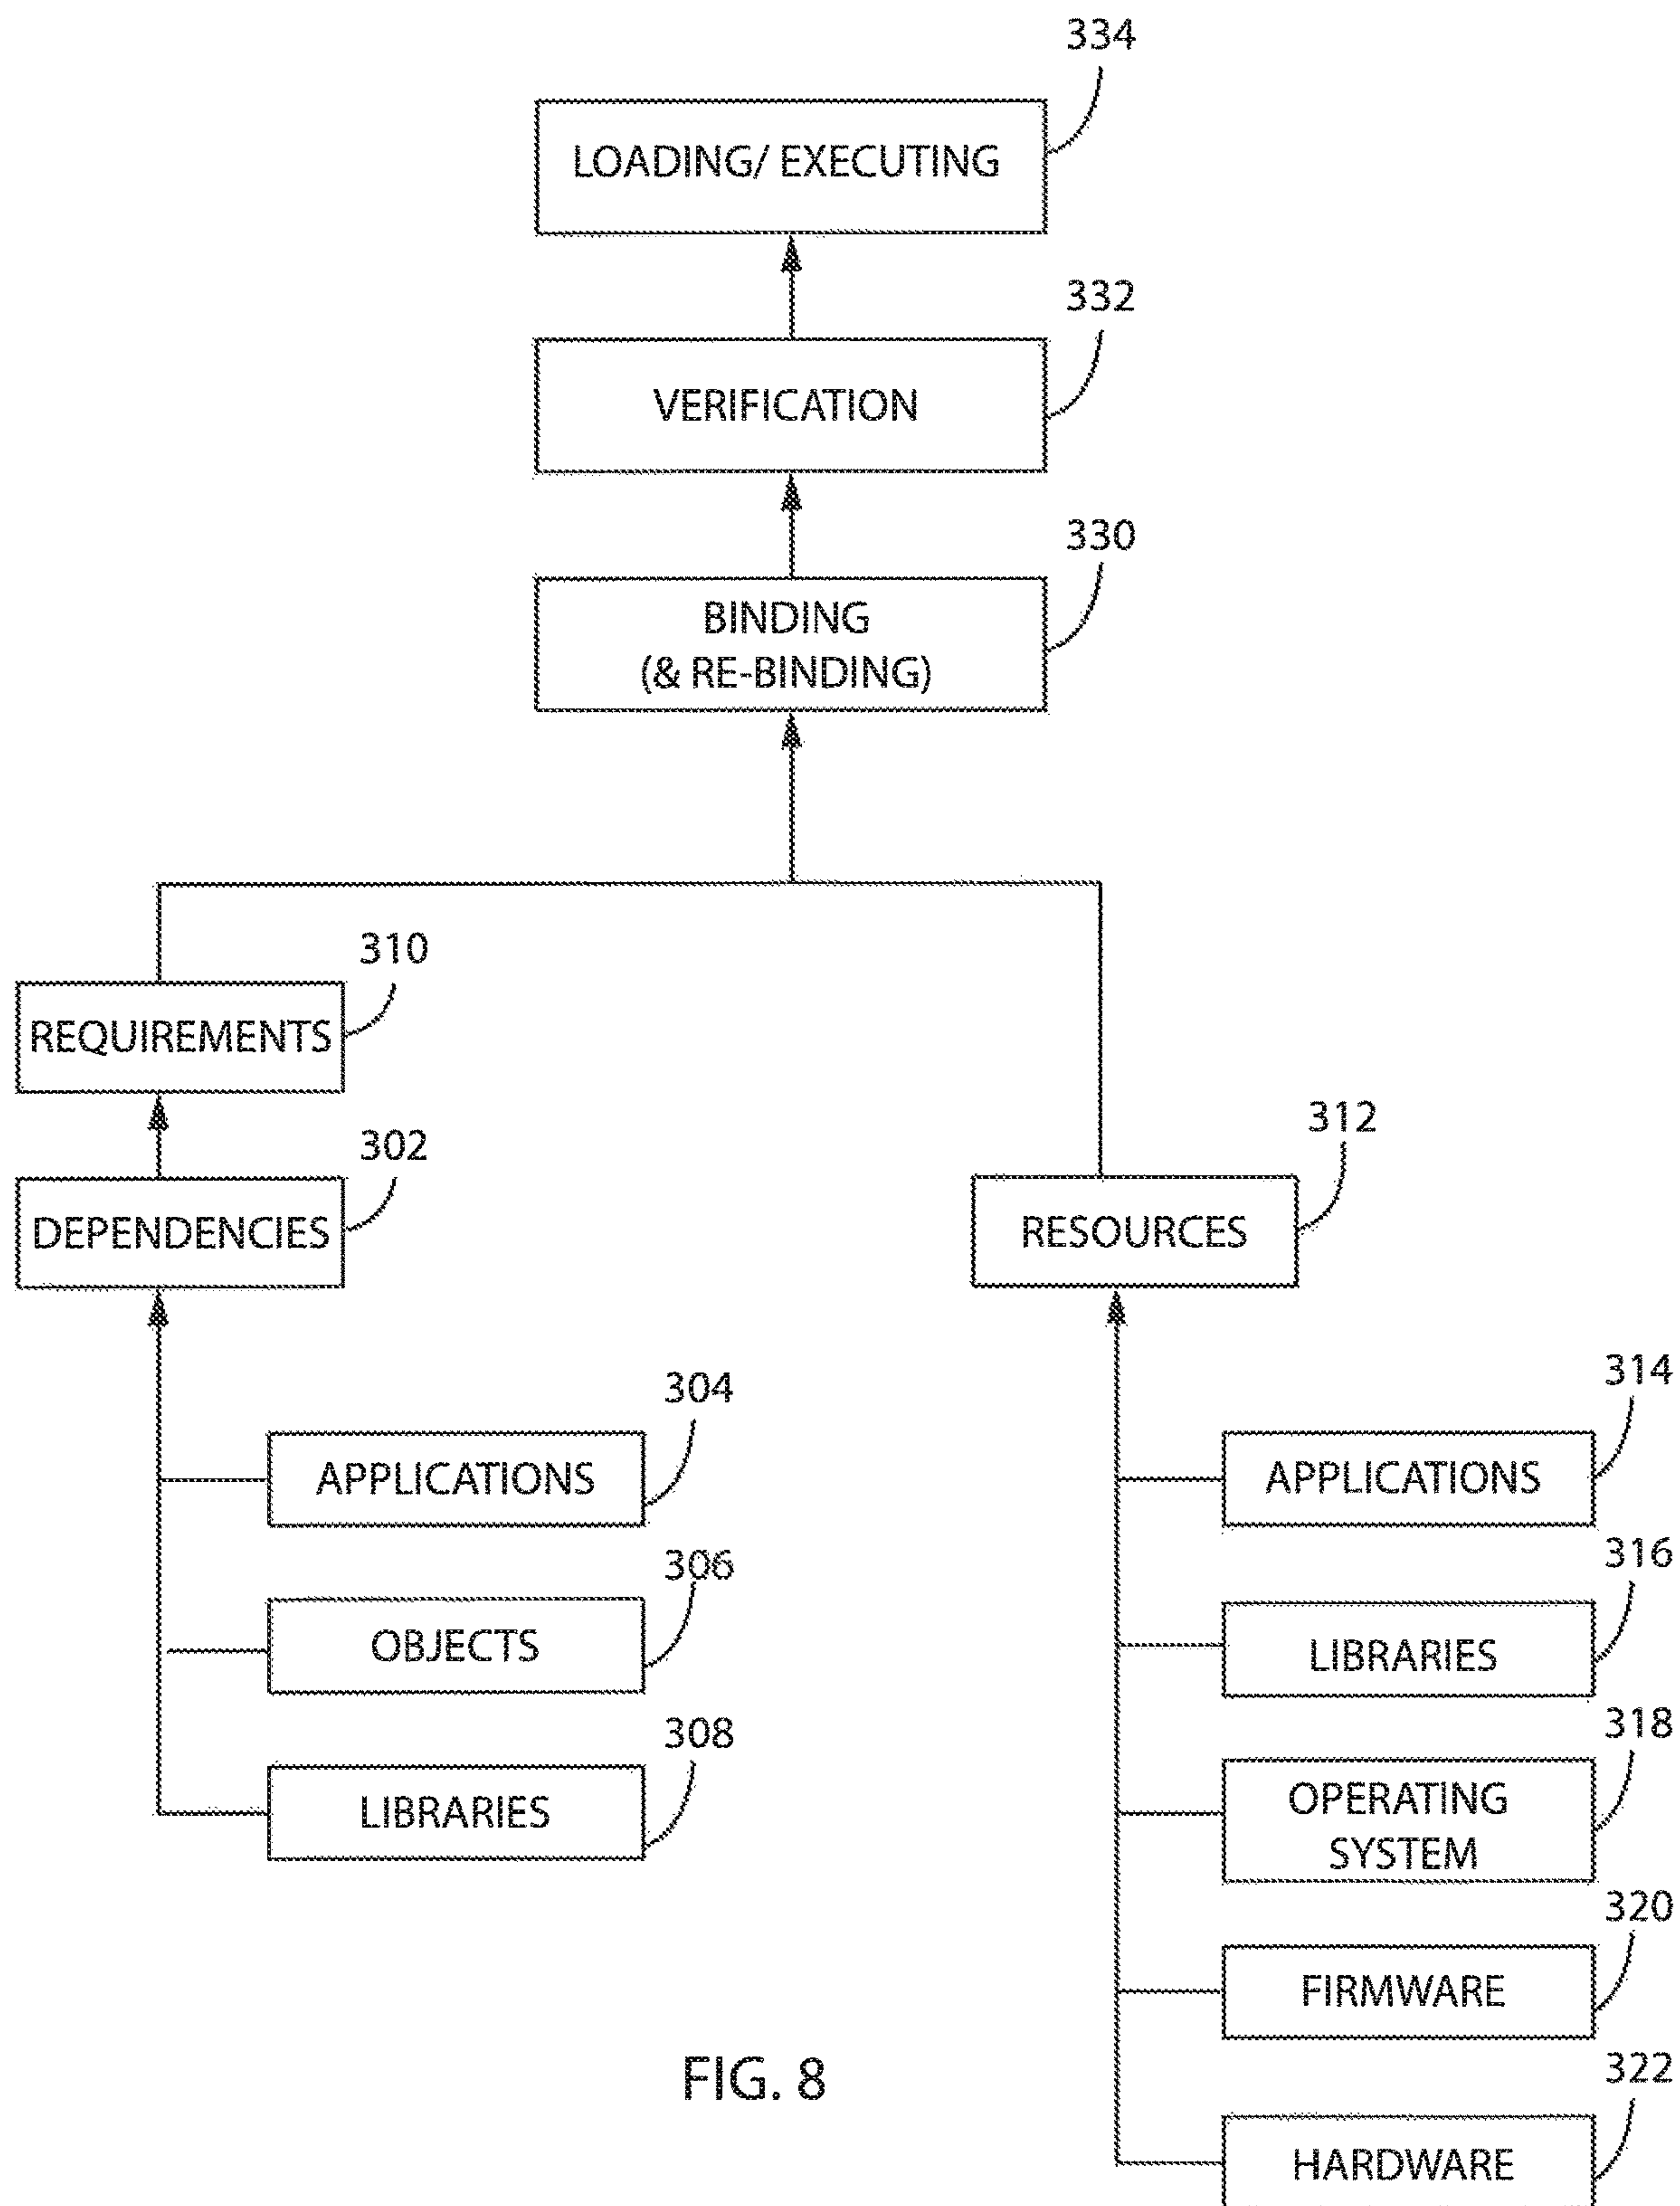 334
LOADING/ EXECUTING
332
VERIFICATION
330
BINDING
(& RE-BINDING)
310
REQUIREMENTS
302
DEPENDENCIES
312
RESOURCES
304
APPLICATIONS
306
OBJECTS
308
LIBRARIES
314
APPLICATIONS
316
LIBRARIES
318
OPERATING
SYSTEM
320
FIRMWARE
322
HARDWARE
FIG. 8